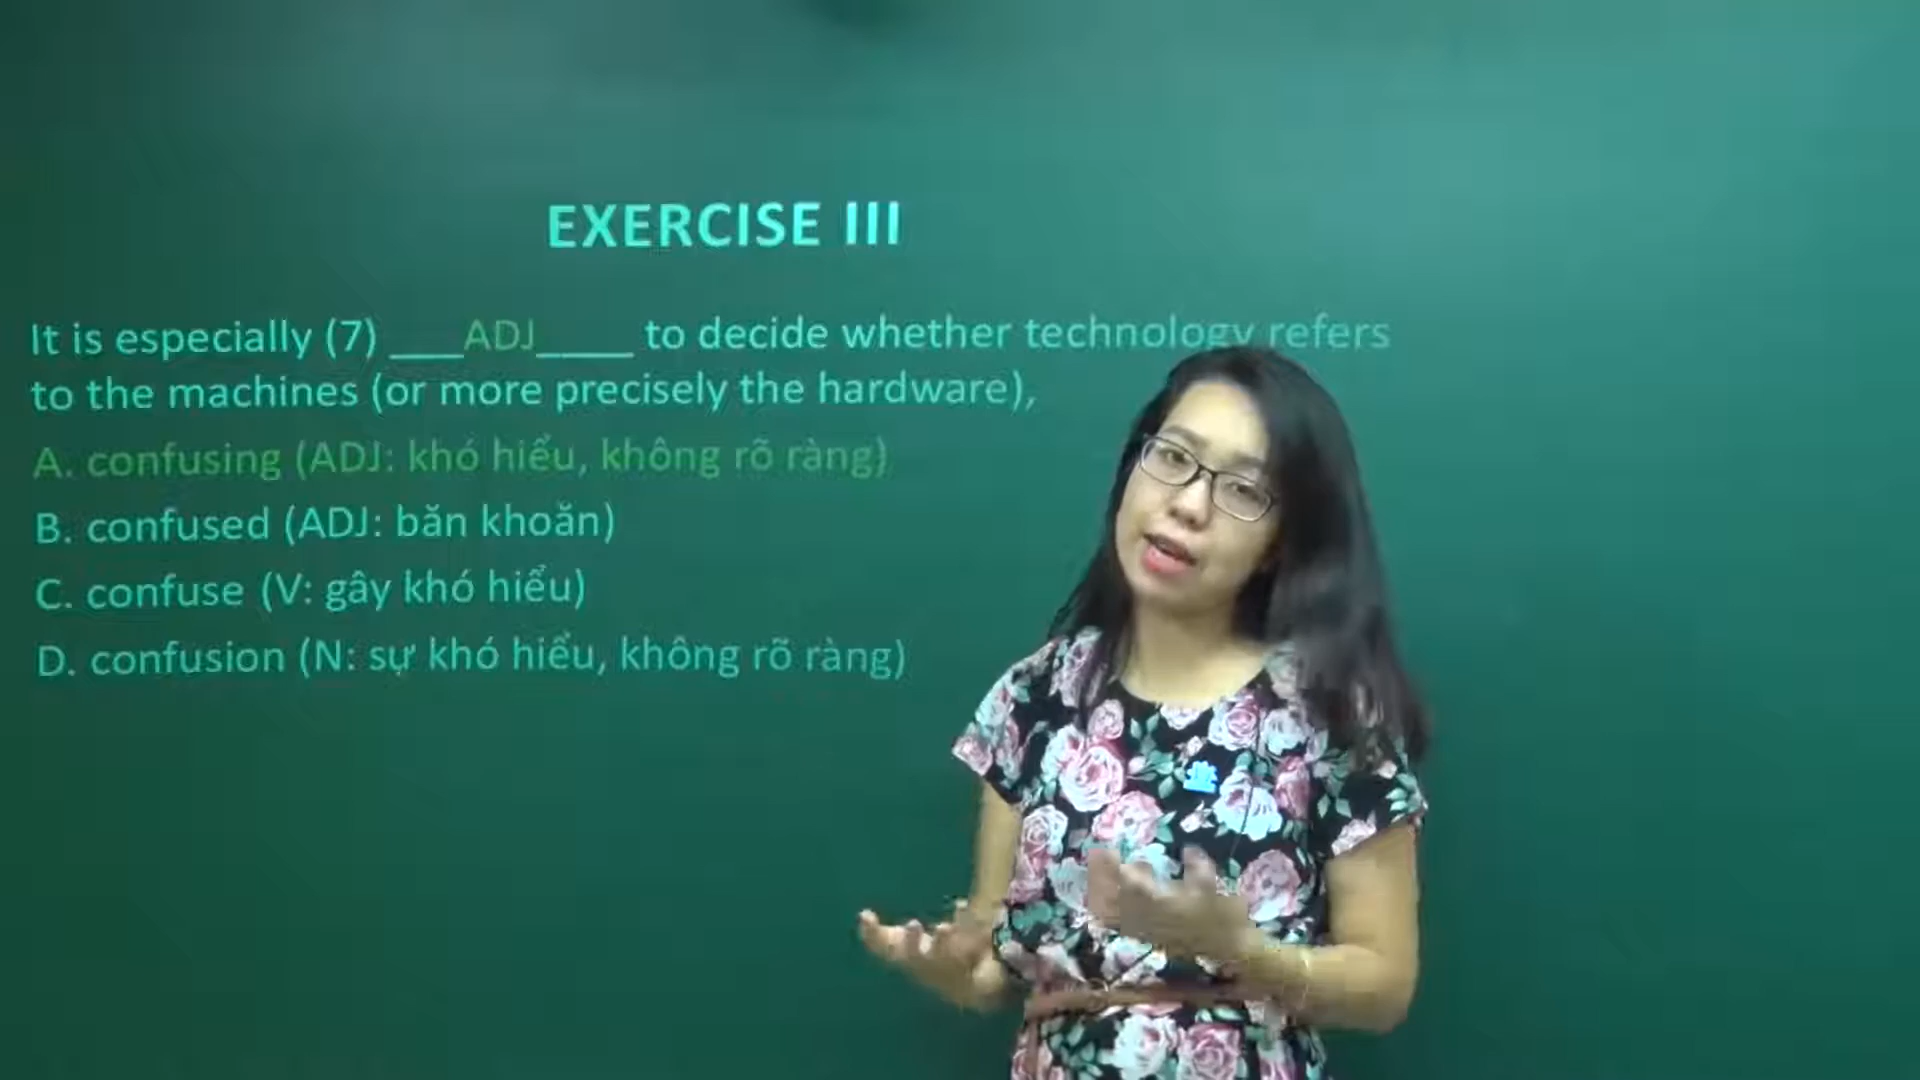 EXERCISE III
It is especially (7) ___ADJ____ to decide whether technology refers
to the machines (or more precisely the hardware),
A. confusing (ADJ: khó hiểu, không rõ ràng)
B. confused (ADJ: băn khoăn)
C. confuse (V: gây khó hiểu)
D. confusion (N: sự khó hiểu, không rõ ràng)